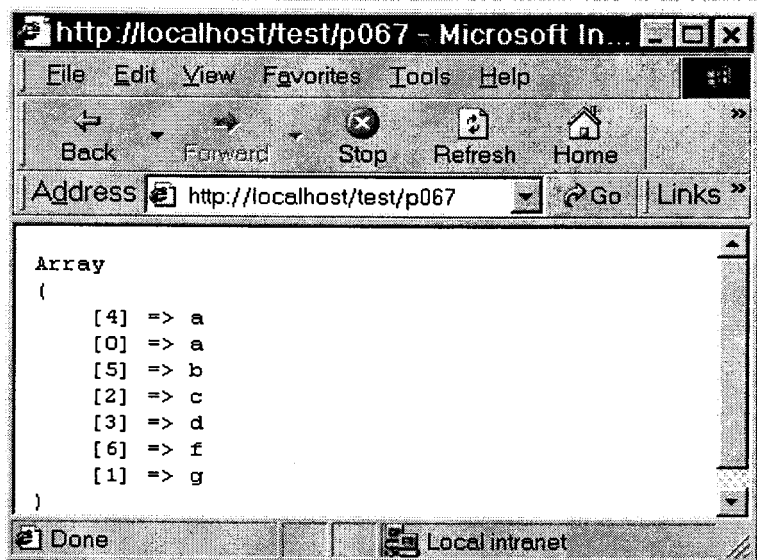 http://localhost/test/p067 - Microsoft In...
File Edit View Favorites Tools Help
Back Forward Stop Refresh Home »
Address http://localhost/test/p067 Go Links »
Array
(
[4] => a
[0] => a
[5] => b
[2] => c
[3] => d
[6] => f
[1] => g
)
Done Local intranet